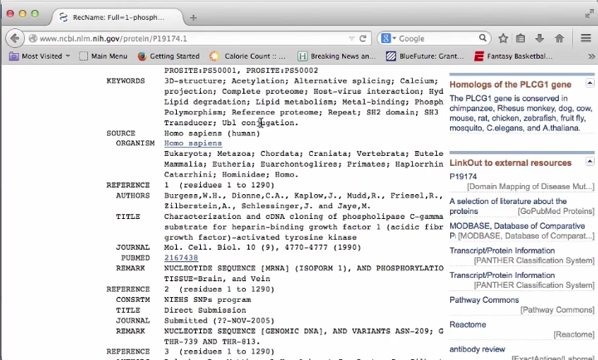 RecName: Full=1-phosph...
www.ncbi.nlm.nih.gov/protein/P19174.1
Google
Most Visited
Main Menu
Getting Started
Calorie Count ...
Breaking News an...
BlueFuture: Grant...
Fantasy Basketbal...
PROSITE:PS50001, PROSITE:PS50002
KEYWORDS 3D-structure; Acetylation; Alternative splicing; Calcium;
projection; Complete proteome; Host-virus interaction; Hyd
Lipid degradation; Lipid metabolism; Metal-binding; Phosph
Polymorphism; Reference proteome; Repeat; SH2 domain; SH3
Transducer; Ubl conjugation.
SOURCE Homo sapiens (human)
ORGANISM Homo sapiens
Eukaryota; Metazoa; Chordata; Craniata; Vertebrata; Eutele
Mammalia; Eutheria; Euarchontoglires; Primates; Haplorrhin
Catarrhini; Hominidae; Homo.
REFERENCE 1 (residues 1 to 1290)
AUTHORS Burgess,W.H., Dionne,C.A., Kaplow,J., Mudd,R., Friesel,R.,
Zilberstein,A., Schlessinger,J. and Jaye,M.
TITLE Characterization and cDNA cloning of phospholipase C-gamma
substrate for heparin-binding growth factor 1 (acidic fibr
growth factor)-activated tyrosine kinase
JOURNAL Mol. Cell. Biol. 10 (9), 4770-4777 (1990)
PUBMED 2167438
REMARK NUCLEOTIDE SEQUENCE [MRNA] (ISOFORM 1), AND PHOSPHORYLATIO
TISSUE=Brain, and Vein
REFERENCE 2 (residues 1 to 1290)
CONSRTM NIEHS SNPs program
TITLE Direct Submission
JOURNAL Submitted (??-NOV-2005)
REMARK NUCLEOTIDE SEQUENCE [GENOMIC DNA], AND VARIANTS ASN-209; G
THR-739 AND THR-813.
REFERENCE 3 (residues 1 to 1290)
Homologs of the PLCG1 gene
The PLCG1 gene is conserved in
chimpanzee, Rhesus monkey, dog, cow,
mouse, rat, chicken, zebrafish, fruit fly,
mosquito, C.elegans, and A.thaliana.
LinkOut to external resources
P19174
[Domain Mapping of Disease Mut...
A selection of literature about the
proteins [GoPubMed Proteins]
MODBASE, Database of Comparative
P: [MODBASE, Database of Compar...
Transcript/Protein Information
[PANTHER Classification System]
Transcript/Protein Information
[PANTHER Classification System]
Pathway Commons
[Pathway Commons]
Reactome
[Reactome]
antibody review
[ExactAntigen/Labome]